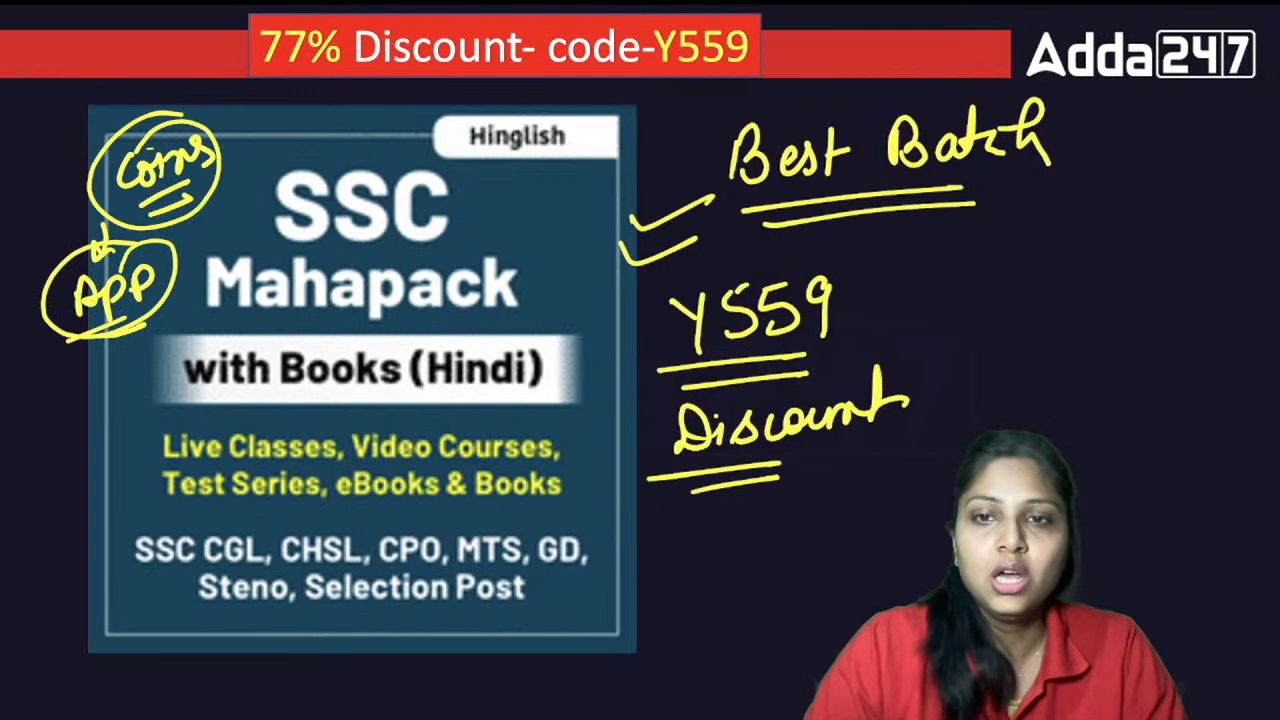 77% Discount- code-Y559
Adda247
Hinglish
Coins
APP
SSC
Mahapack
with Books (Hindi)
Live Classes, Video Courses,
Test Series, eBooks & Books
SSC CGL, CHSL, CPO, MTS, GD,
Steno, Selection Post
Best Batch
Y559
Discount